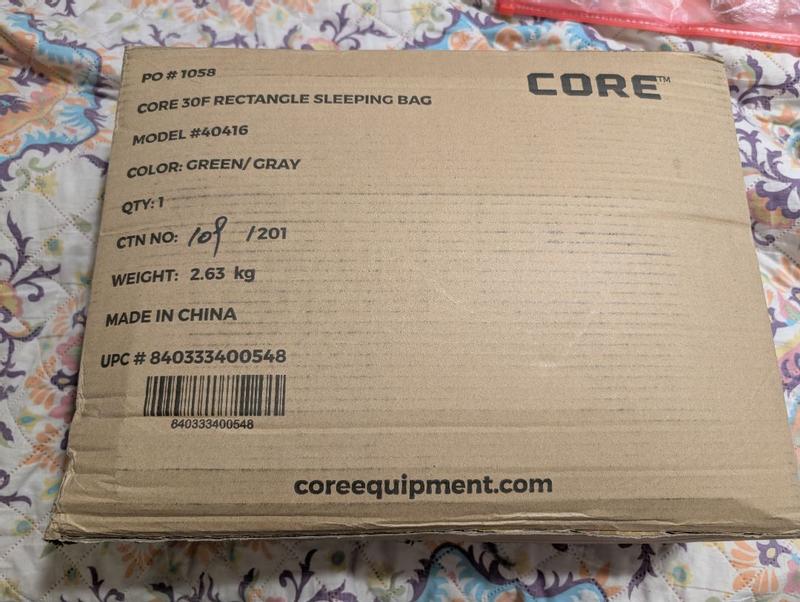 PO # 1058
CORE™
CORE 30F RECTANGLE SLEEPING BAG
MODEL #40416
COLOR: GREEN/ GRAY
QTY: 1
CTN NO: 109 /201
WEIGHT: 2.63 kg
MADE IN CHINA
UPC # 840333400548
840333400548
coreequipment.com